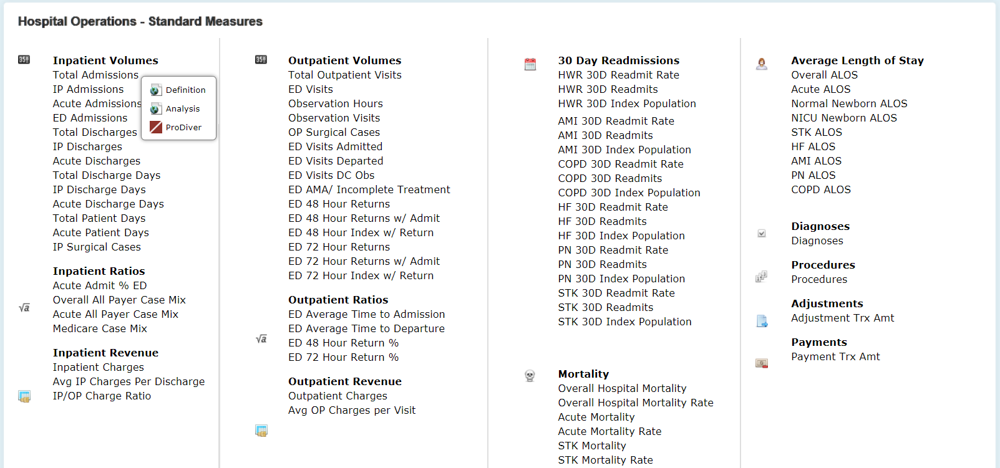 Hospital Operations - Standard Measures
Inpatient Volumes
Total Admissions
IP Admissions
Acute Admissions
ED Admissions
Total Discharges
IP Discharges
Acute Discharges
Total Discharge Days
IP Discharge Days
Acute Discharge Days
Total Patient Days
Acute Patient Days
IP Surgical Cases
Definition
Analysis
ProDiver
Inpatient Ratios
Acute Admit % ED
Overall All Payer Case Mix
Acute All Payer Case Mix
Medicare Case Mix
√a
Inpatient Revenue
Inpatient Charges
Avg IP Charges Per Discharge
IP/OP Charge Ratio
Outpatient Volumes
Total Outpatient Visits
ED Visits
Observation Hours
Observation Visits
OP Surgical Cases
ED Visits Admitted
ED Visits Departed
ED Visits DC Obs
ED AMA/ Incomplete Treatment
ED 48 Hour Returns
ED 48 Hour Returns w/ Admit
ED 48 Hour Index w/ Return
ED 72 Hour Returns
ED 72 Hour Returns w/ Admit
ED 72 Hour Index w/ Return
Outpatient Ratios
ED Average Time to Admission
ED Average Time to Departure
√a
ED 48 Hour Return %
ED 72 Hour Return %
Outpatient Revenue
Outpatient Charges
Avg OP Charges per Visit
30 Day Readmissions
HWR 30D Readmit Rate
HWR 30D Readmits
HWR 30D Index Population
AMI 30D Readmit Rate
AMI 30D Readmits
AMI 30D Index Population
COPD 30D Readmit Rate
COPD 30D Readmits
COPD 30D Index Population
HF 30D Readmit Rate
HF 30D Readmits
HF 30D Index Population
PN 30D Readmit Rate
PN 30D Readmits
PN 30D Index Population
STK 30D Readmit Rate
STK 30D Readmits
STK 30D Index Population
Mortality
Overall Hospital Mortality
Overall Hospital Mortality Rate
Acute Mortality
Acute Mortality Rate
STK Mortality
STK Mortality Rate
Average Length of Stay
Overall ALOS
Acute ALOS
Normal Newborn ALOS
NICU Newborn ALOS
STK ALOS
HF ALOS
AMI ALOS
PN ALOS
COPD ALOS
Diagnoses
Diagnoses
Procedures
Procedures
Adjustments
Adjustment Trx Amt
Payments
Payment Trx Amt